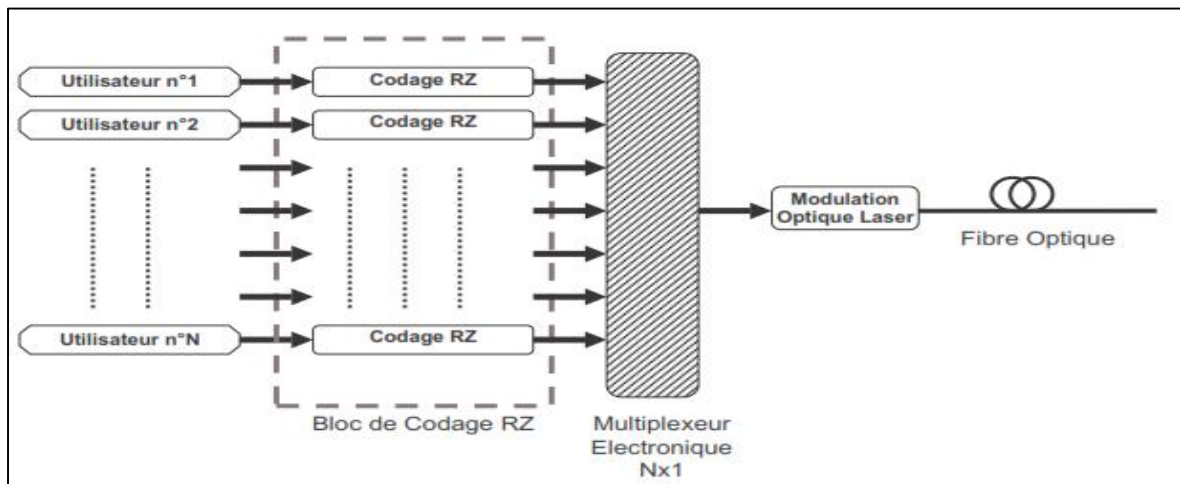 Utilisateur n°1
Codage RZ
Utilisateur n°2
Codage RZ
Modulation
Optique Laser
Fibre Optique
Utilisateur n°N
Codage RZ
Bloc de Codage RZ
Multiplexeur
Electronique
Nx1